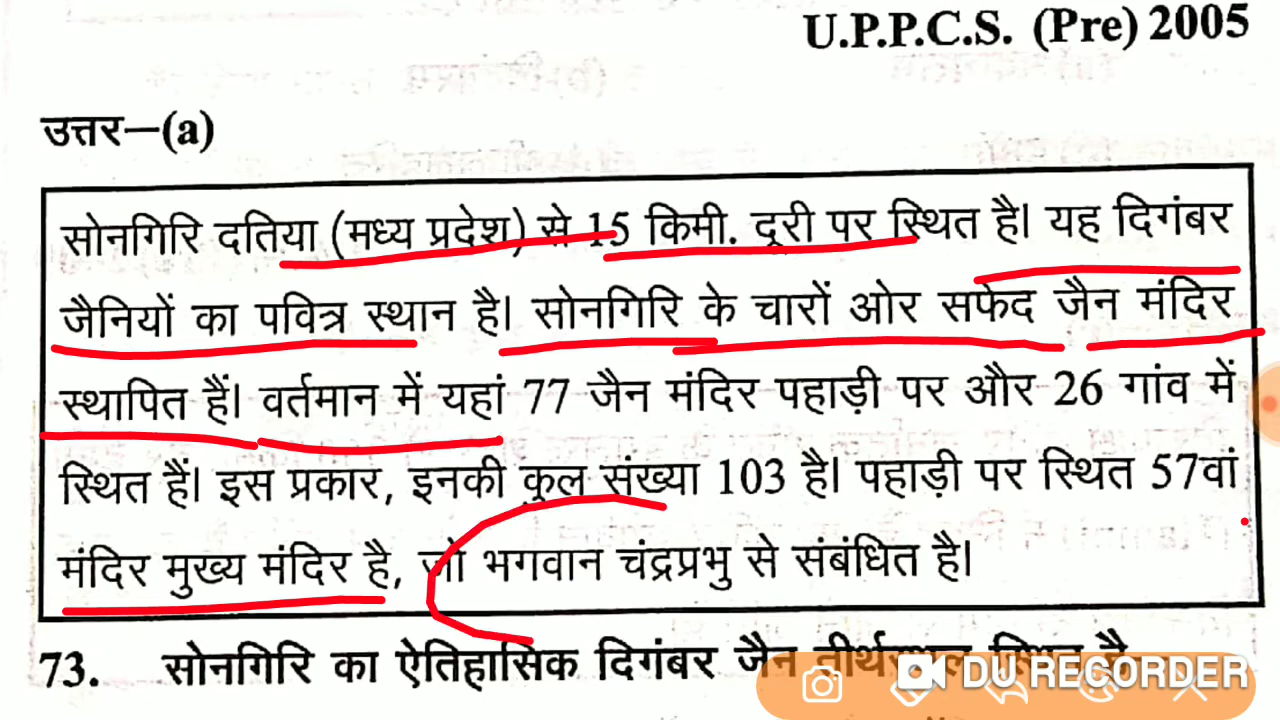 U.P.P.C.S. (Pre) 2005
उत्तर—(a)
सोनगिरि दतिया (मध्य प्रदेश) से 15 किमी. दूरी पर स्थित है। यह दिगंबर
जैनियों का पवित्र स्थान है। सोनगिरि के चारों ओर सफेद जैन मंदिर
स्थापित हैं। वर्तमान में यहां 77 जैन मंदिर पहाड़ी पर और 26 गांव में
स्थित हैं। इस प्रकार, इनकी कुल संख्या 103 है। पहाड़ी पर स्थित 57वां
मंदिर मुख्य मंदिर है, जो भगवान चंद्रप्रभु से संबंधित है।
73. सोनगिरि का ऐतिहासिक दिगंबर जैन तीर्थस्थल स्थित है—
DU RECORDER